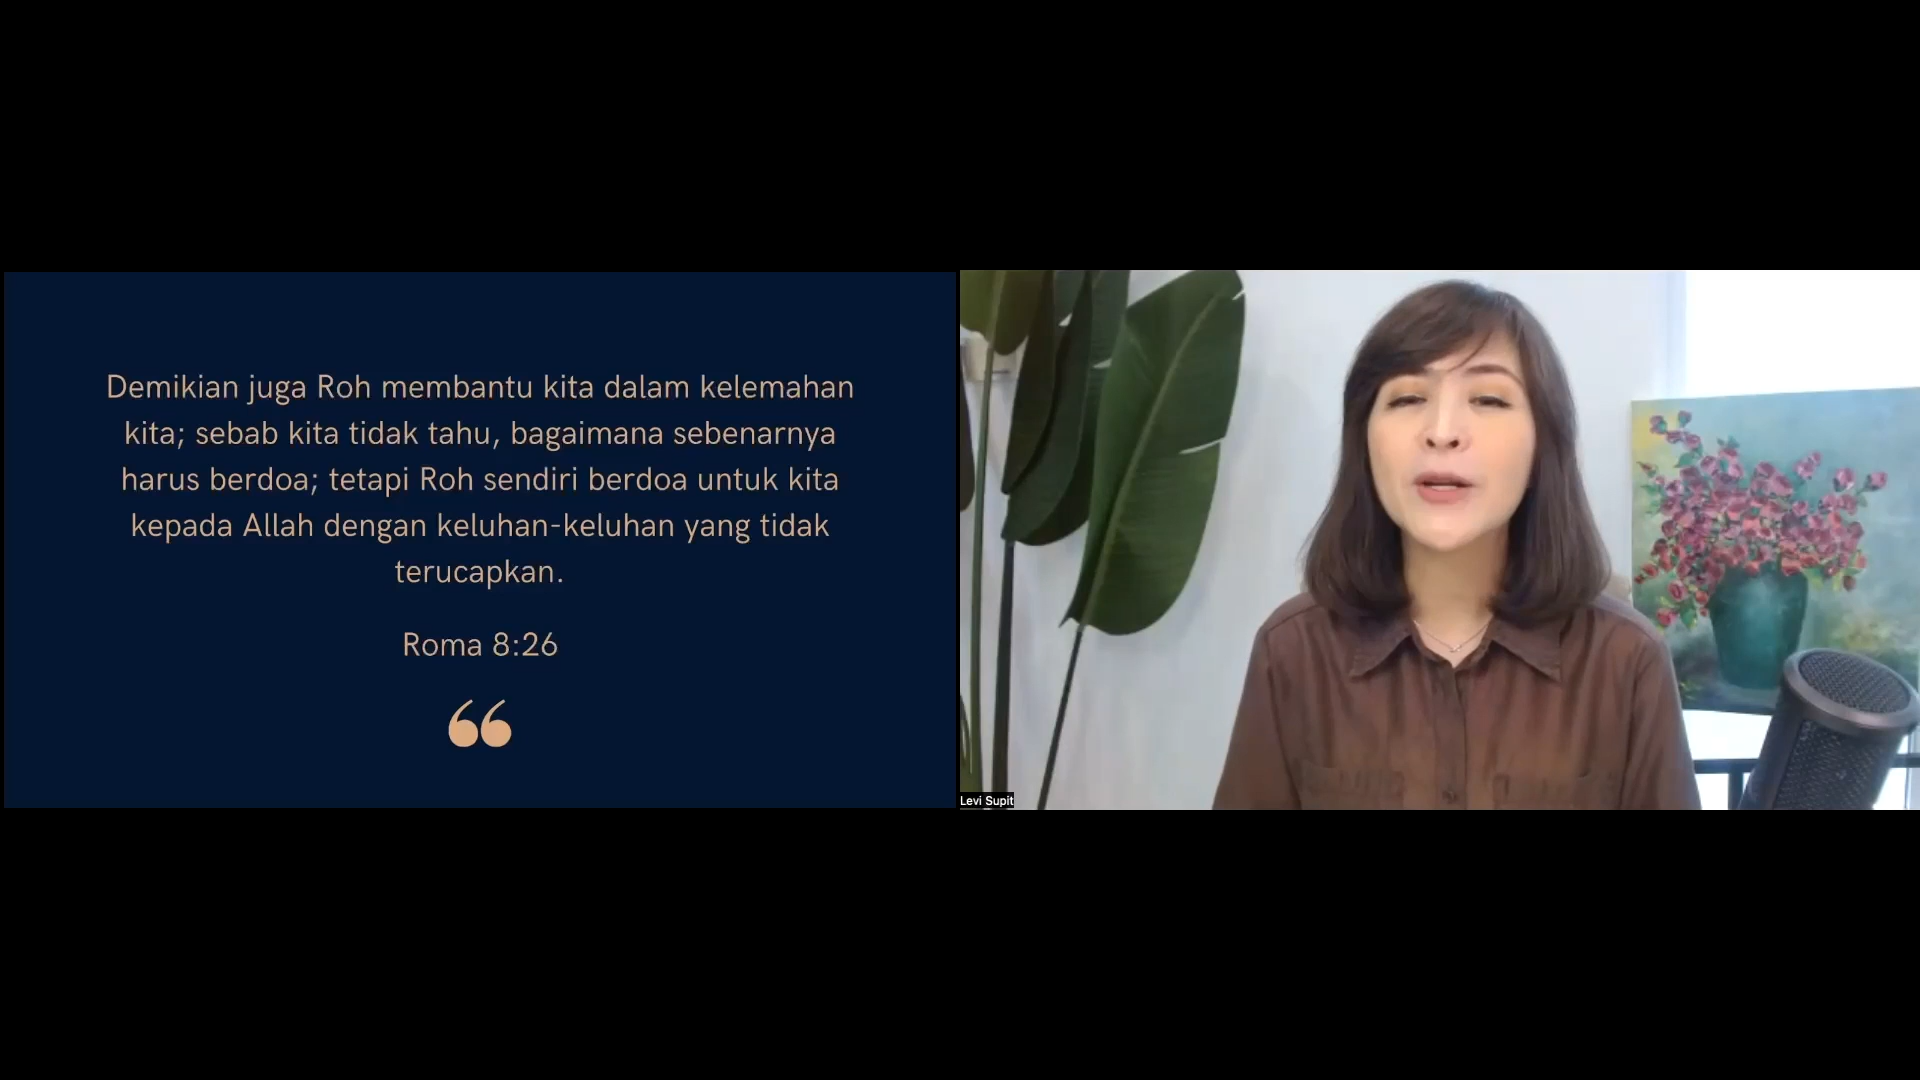 Demikian juga Roh membantu kita dalam kelemahan
kita; sebab kita tidak tahu, bagaimana sebenarnya
harus berdoa; tetapi Roh sendiri berdoa untuk kita
kepada Allah dengan keluhan-keluhan yang tidak
terucapkan.
Roma 8:26
Levi Supit